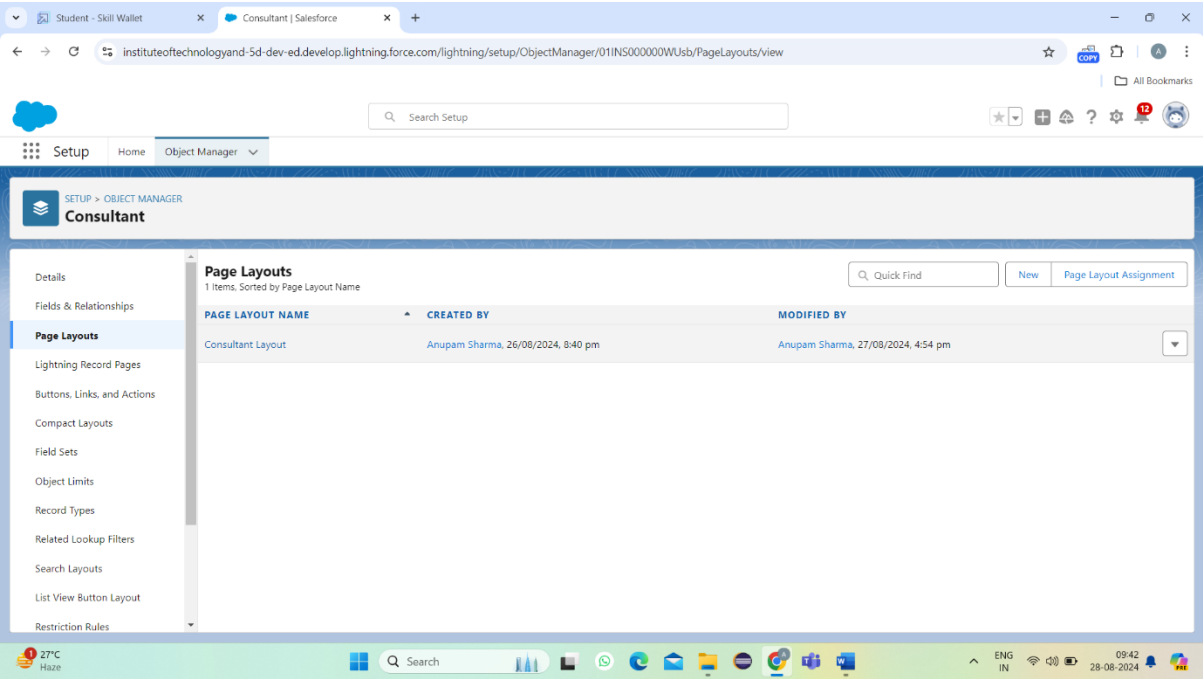 Student - Skill Wallet
Consultant | Salesforce
instituteoftechnologyand-5d-dev-ed.develop.lightning.force.com/lightning/setup/ObjectManager/01INS000000WUsb/PageLayouts/view
COPY
A
All Bookmarks
Search Setup
12
Setup
Home
Object Manager
SETUP > OBJECT MANAGER
Consultant
Details
Fields & Relationships
Page Layouts
Lightning Record Pages
Buttons, Links, and Actions
Compact Layouts
Field Sets
Object Limits
Record Types
Related Lookup Filters
Search Layouts
List View Button Layout
Restriction Rules
Page Layouts
1 Items, Sorted by Page Layout Name
Quick Find
New
Page Layout Assignment
PAGE LAYOUT NAME CREATED BY MODIFIED BY
Consultant Layout Anupam Sharma, 26/08/2024, 8:40 pm Anupam Sharma, 27/08/2024, 4:54 pm
1
27°C
Haze
Search
ENG
IN
09:42
28-08-2024
PRE